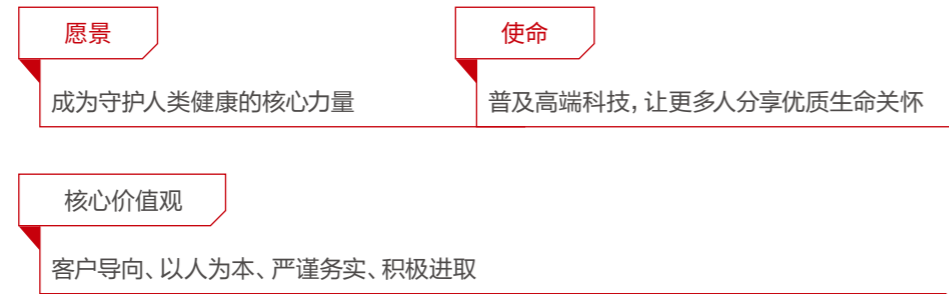 愿景
成为守护人类健康的核心力量
使命
普及高端科技，让更多人分享优质生命关怀
核心价值观
客户导向、以人为本、严谨务实、积极进取